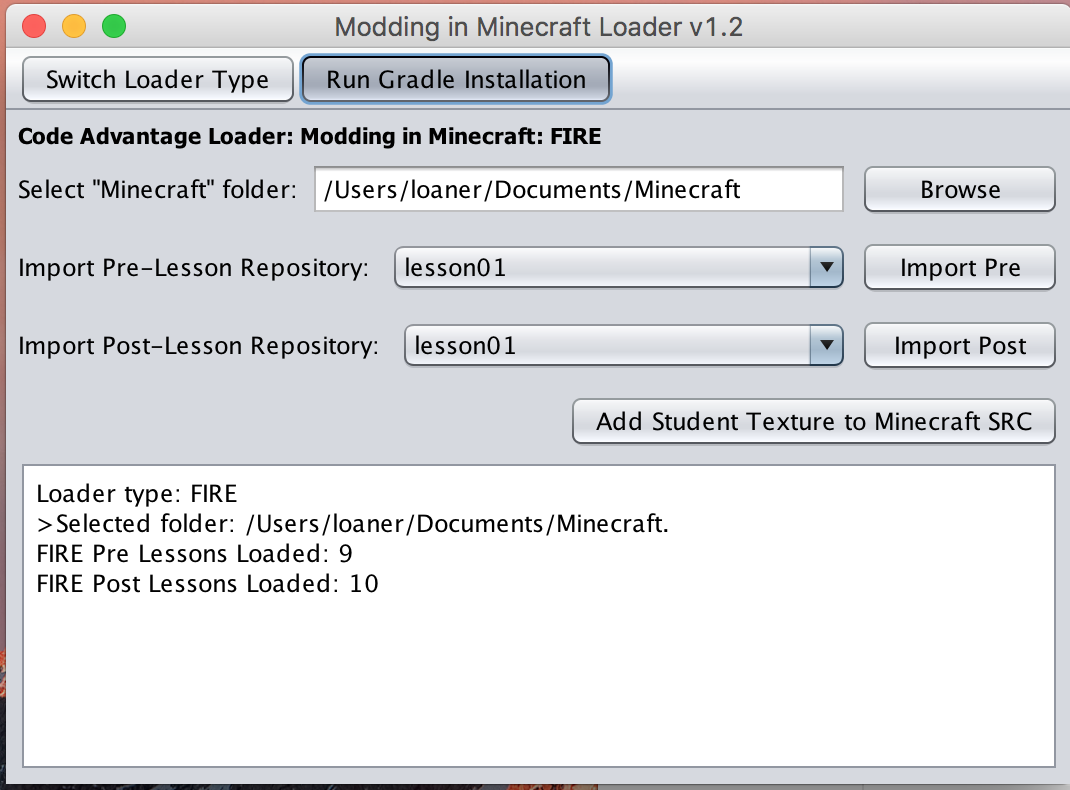 Modding in Minecraft Loader v1.2
Switch Loader Type Run Gradle Installation
Code Advantage Loader: Modding in Minecraft: FIRE
Select "Minecraft" folder: /Users/loaner/Documents/Minecraft Browse
Import Pre-Lesson Repository: lesson01 Import Pre
Import Post-Lesson Repository: lesson01 Import Post
Add Student Texture to Minecraft SRC
Loader type: FIRE
>Selected folder: /Users/loaner/Documents/Minecraft.
FIRE Pre Lessons Loaded: 9
FIRE Post Lessons Loaded: 10